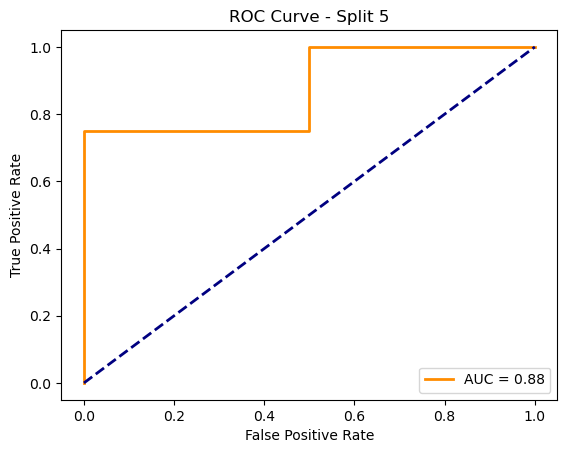 ROC Curve - Split 5
True Positive Rate
1.0
0.8
0.6
0.4
0.2
0.0
AUC = 0.88
0.0 0.2 0.4 0.6 0.8 1.0
False Positive Rate